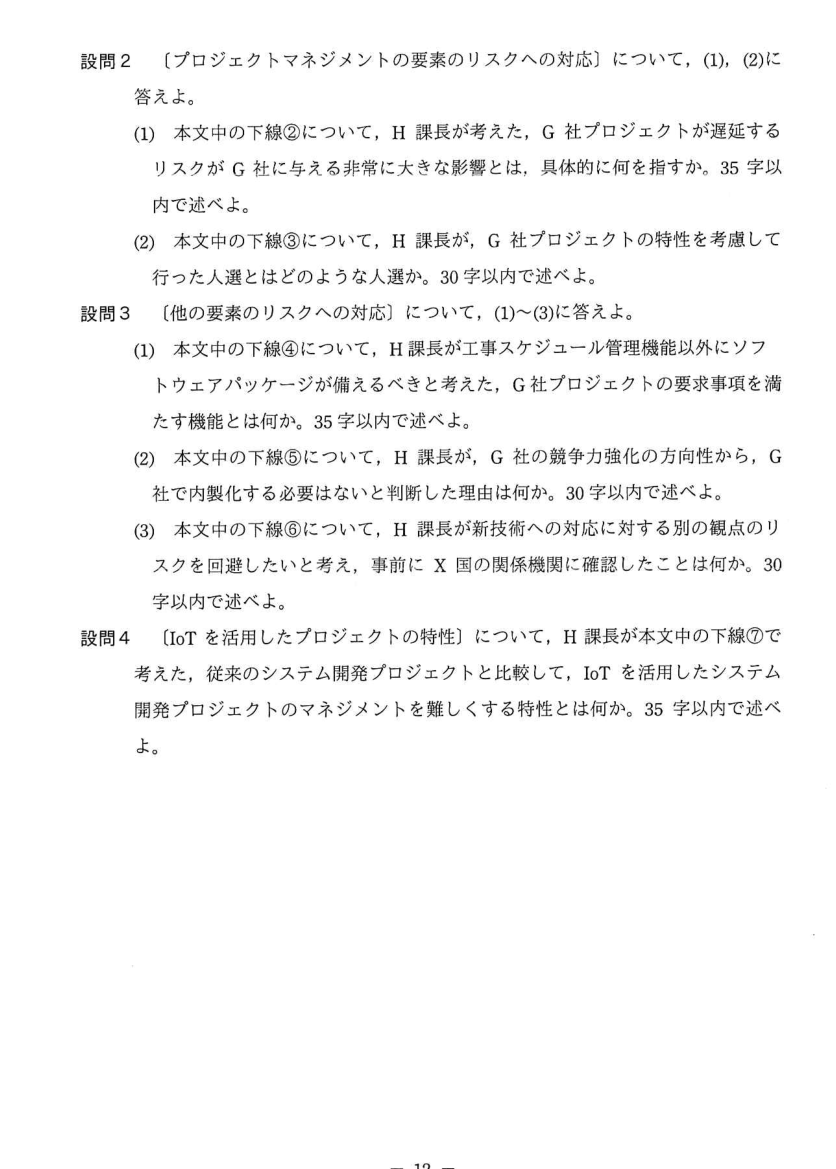 設問2 〔プロジェクトマネジメントの要素のリスクへの対応〕について，(1)，(2)に
答えよ。
(1) 本文中の下線②について，H 課長が考えた，G 社プロジェクトが遅延する
リスクが G 社に与える非常に大きな影響とは，具体的に何を指すか。35 字以
内で述べよ。
(2) 本文中の下線③について，H 課長が，G 社プロジェクトの特性を考慮して
行った人選とはどのような人選か。30 字以内で述べよ。
設問3 〔他の要素のリスクへの対応〕について，(1)～(3)に答えよ。
(1) 本文中の下線④について，H 課長が工事スケジュール管理機能以外にソフ
トウェアパッケージが備えるべきと考えた，G 社プロジェクトの要求事項を満
たす機能とは何か。35 字以内で述べよ。
(2) 本文中の下線⑤について，H 課長が，G 社の競争力強化の方向性から，G
社で内製化する必要はないと判断した理由は何か。30 字以内で述べよ。
(3) 本文中の下線⑥について，H 課長が新技術への対応に対する別の観点のリ
スクを回避したいと考え，事前に X 国の関係機関に確認したことは何か。30
字以内で述べよ。
設問4 〔IoT を活用したプロジェクトの特性〕について，H 課長が本文中の下線⑦で
考えた，従来のシステム開発プロジェクトと比較して，IoT を活用したシステム
開発プロジェクトのマネジメントを難しくする特性とは何か。35 字以内で述べ
よ。
— 12 —